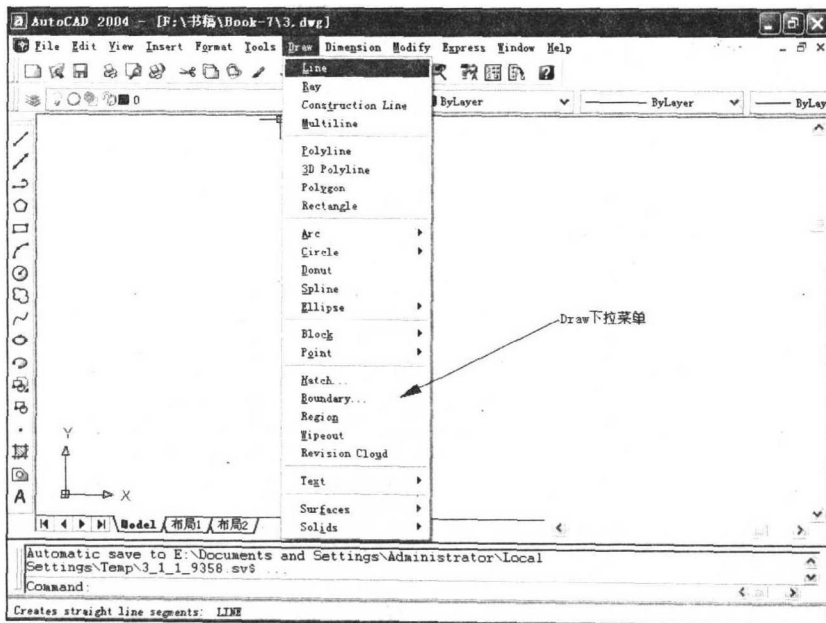 AutoCAD 2004 - [F:\书稿\Book-7\3.dwg]
File Edit View Insert Format Tools Draw Dimension Modify Express Window Help
0
ByLayer
ByLayer
ByLay
Line
Ray
Construction Line
Multiline
Polyline
3D Polyline
Polygon
Rectangle
Arc
Circle
Donut
Spline
Ellipse
Block
Point
Hatch...
Boundary...
Region
Wipeout
Revision Cloud
Text
Surfaces
Solids
Draw下拉菜单
A
Y
X
Model 布局1 布局2
Automatic save to E:\Documents and Settings\Administrator\Local
Settings\Temp\3_1_1_9358.sv$ ...
Command:
Creates straight line segments: LINE